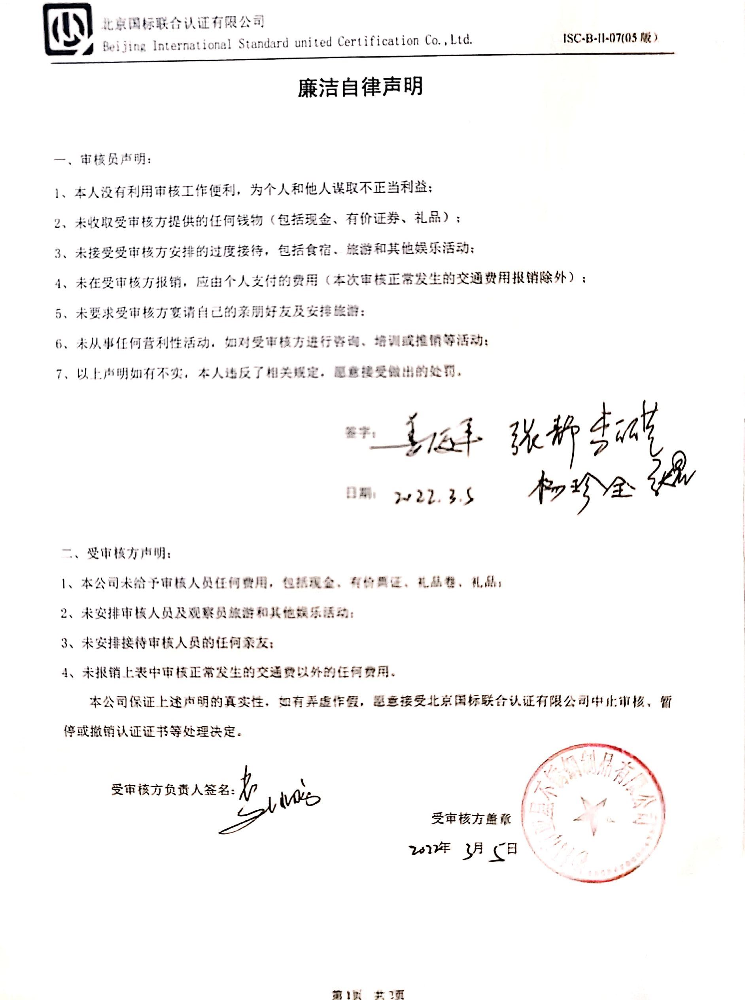 北京国标联合认证有限公司
Beijing International Standard united Certification Co.,Ltd.
ISC-B-II-07(05版)
廉洁自律声明
一、审核员声明：
1、本人没有利用审核工作便利，为个人和他人谋取不正当利益；
2、未收取受审核方提供的任何钱物（包括现金、有价证券、礼品）；
3、未接受受审核方安排的过度接待，包括食宿、旅游和其他娱乐活动；
4、未在受审核方报销，应由个人支付的费用（本次审核正常发生的交通费用报销除外）；
5、未要求受审核方宴请自己的亲朋好友及安排旅游；
6、未从事任何营利性活动，如对受审核方进行咨询、培训或推销等活动；
7、以上声明如有不实，本人违反了相关规定，愿意接受做出的处罚。
签字： 张静
日期： 2022.3.5 杨珍全
二、受审核方声明：
1、本公司未给予审核人员任何费用，包括现金、有价票证、礼品卷、礼品；
2、未安排审核人员及观察员旅游和其他娱乐活动；
3、未安排接待审核人员的任何亲友；
4、未报销上表中审核正常发生的交通费以外的任何费用。
本公司保证上述声明的真实性，如有弄虚作假，愿意接受北京国标联合认证有限公司中止审核、暂
停或撤销认证证书等处理决定。
不锈钢制品有限公司
受审核方负责人签名：
受审核方盖章
2022年 3月 5日
第1页 共2页